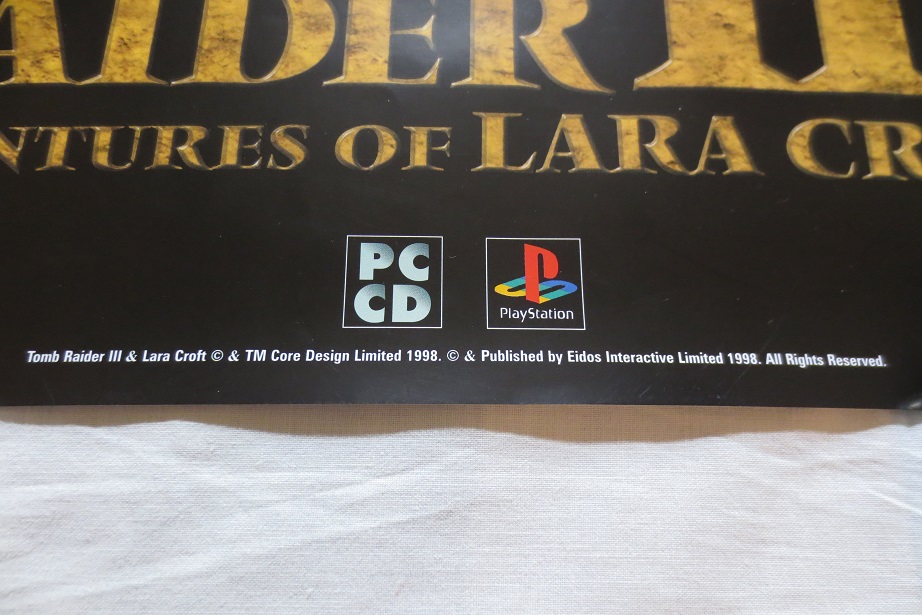 AIDER II
NTURES OF LARA CR
PC
CD
PlayStation
Tomb Raider III & Lara Croft © & TM Core Design Limited 1998. © & Published by Eidos Interactive Limited 1998. All Rights Reserved.